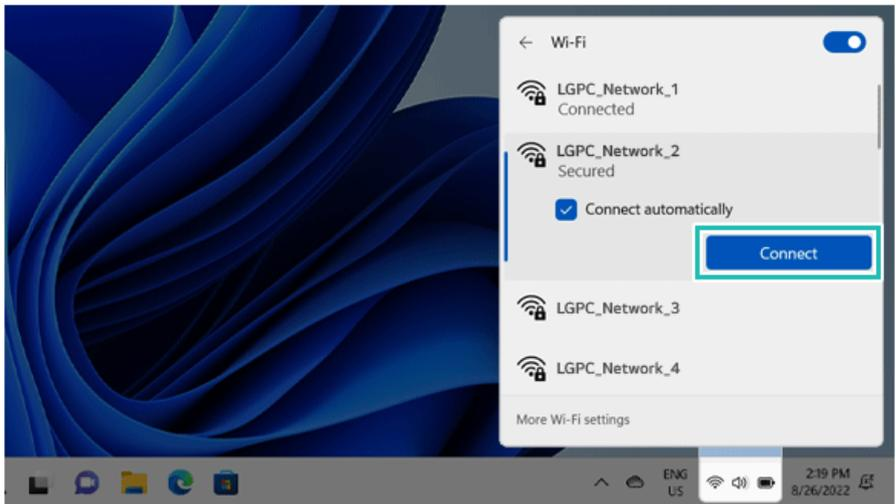 Wi-Fi
LGPC_Network_1
Connected
LGPC_Network_2
Secured
Connect automatically
Connect
LGPC_Network_3
LGPC_Network_4
More Wi-Fi settings
ENG
US
2:19 PM
8/26/2022